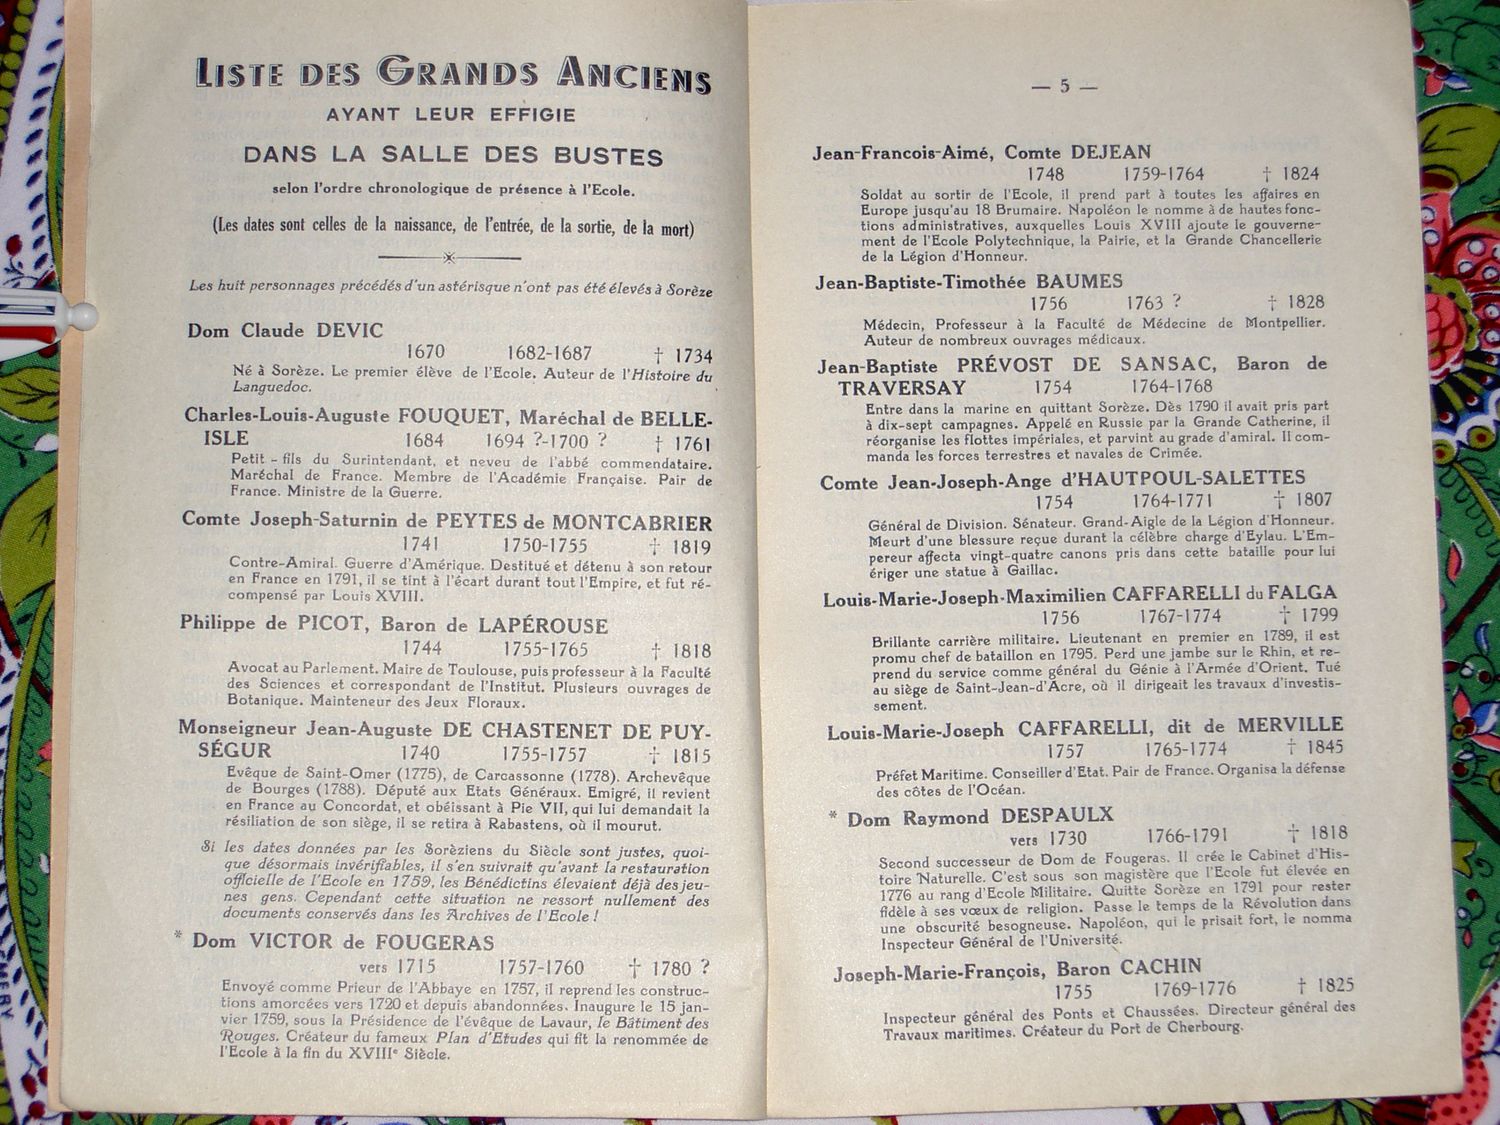 LISTE DES GRANDS ANCIENS
AYANT LEUR EFFIGIE
DANS LA SALLE DES BUSTES
selon l'ordre chronologique de présence à l'Ecole.
(Les dates sont celles de la naissance, de l'entrée, de la sortie, de la mort)
Les huit personnages précédés d'un astérisque n'ont pas été élevés à Sorèze
Dom Claude DEVIC
1670 1682-1687 † 1734
Né à Sorèze. Le premier élève de l'Ecole. Auteur de l'Histoire du
Languedoc.
Charles-Louis-Auguste FOUQUET, Maréchal de BELLE-
ISLE 1684 1694 ?-1700 ? † 1761
Petit-fils du Surintendant, et neveu de l'abbé commendataire.
Maréchal de France. Membre de l'Académie Française. Pair de
France. Ministre de la Guerre.
Comte Joseph-Saturnin de PEYTES de MONTCABRIER
1741 1750-1755 † 1819
Contre-Amiral. Guerre d'Amérique. Destitué et détenu à son retour
en France en 1791, il se tint à l'écart durant tout l'Empire, et fut ré-
compensé par Louis XVIII.
Philippe de PICOT, Baron de LAPÉROUSE
1744 1755-1765 † 1818
Avocat au Parlement. Maire de Toulouse, puis professeur à la Faculté
des Sciences et correspondant de l'Institut. Plusieurs ouvrages de
Botanique. Mainteneur des Jeux Floraux.
Monseigneur Jean-Auguste DE CHASTENET DE PUY-
SÉGUR 1740 1755-1757 † 1815
Evêque de Saint-Omer (1775), de Carcassonne (1778). Archevêque
de Bourges (1788). Député aux Etats Généraux. Emigré, il revient
en France au Concordat, et obéissant à Pie VII, qui lui demandait la
résiliation de son siège, il se retira à Rabastens, où il mourut.
Si les dates données par les Sorèziens du Siècle sont justes, quoi-
que désormais invérifiables, il s'en suivrait qu'avant la restauration
officielle de l'Ecole en 1759, les Bénédictins élevaient déjà des jeu-
nes gens. Cependant cette situation ne ressort nullement des
documents conservés dans les Archives de l'Ecole !
* Dom VICTOR de FOUGERAS
vers 1715 1757-1760 † 1780 ?
Envoyé comme Prieur de l'Abbaye en 1757, il reprend les construc-
tions amorcées vers 1720 et depuis abandonnées. Inaugure le 15 jan-
vier 1759, sous la Présidence de l'évêque de Lavaur, le Bâtiment des
Rouges. Créateur du fameux Plan d'Etudes qui fit la renommée de
l'Ecole à la fin du XVIIIe Siècle.
— 5 —
Jean-Francois-Aimé, Comte DEJEAN
1748 1759-1764 † 1824
Soldat au sortir de l'Ecole, il prend part à toutes les affaires en
Europe jusqu'au 18 Brumaire. Napoléon le nomme à de hautes fonc-
tions administratives, auxquelles Louis XVIII ajoute le gouverne-
ment de l'Ecole Polytechnique, la Pairie, et la Grande Chancellerie
de la Légion d'Honneur.
Jean-Baptiste-Timothée BAUMES
1756 1763 ? † 1828
Médecin, Professeur à la Faculté de Médecine de Montpellier.
Auteur de nombreux ouvrages médicaux.
Jean-Baptiste PRÉVOST DE SANSAC, Baron de
TRAVERSAY 1754 1764-1768
Entre dans la marine en quittant Sorèze. Dès 1790 il avait pris part
à dix-sept campagnes. Appelé en Russie par la Grande Catherine, il
réorganise les flottes impériales, et parvint au grade d'amiral. Il com-
manda les forces terrestres et navales de Crimée.
Comte Jean-Joseph-Ange d'HAUTPOUL-SALETTES
1754 1764-1771 † 1807
Général de Division. Sénateur. Grand-Aigle de la Légion d'Honneur.
Meurt d'une blessure reçue durant la célèbre charge d'Eylau. L'Em-
pereur affecta vingt-quatre canons pris dans cette bataille pour lui
ériger une statue à Gaillac.
Louis-Marie-Joseph-Maximilien CAFFARELLI du FALGA
1756 1767-1774 † 1799
Brillante carrière militaire. Lieutenant en premier en 1789, il est
promu chef de bataillon en 1795. Perd une jambe sur le Rhin, et re-
prend du service comme général du Génie à l'Armée d'Orient. Tué
au siège de Saint-Jean-d'Acre, où il dirigeait les travaux d'investis-
sement.
Louis-Marie-Joseph CAFFARELLI, dit de MERVILLE
1757 1765-1774 † 1845
Préfet Maritime. Conseiller d'Etat. Pair de France. Organisa la défense
des côtes de l'Océan.
* Dom Raymond DESPAULX
vers 1730 1766-1791 † 1818
Second successeur de Dom de Fougeras. Il crée le Cabinet d'His-
toire Naturelle. C'est sous son magistère que l'Ecole fut élevée en
1776 au rang d'Ecole Militaire. Quitte Sorèze en 1791 pour rester
fidèle à ses vœux de religion. Passe le temps de la Révolution dans
une obscurité besogneuse. Napoléon, qui le prisait fort, le nomma
Inspecteur Général de l'Université.
Joseph-Marie-François, Baron CACHIN
1755 1769-1776 † 1825
Inspecteur général des Ponts et Chaussées. Directeur général des
Travaux maritimes. Créateur du Port de Cherbourg.